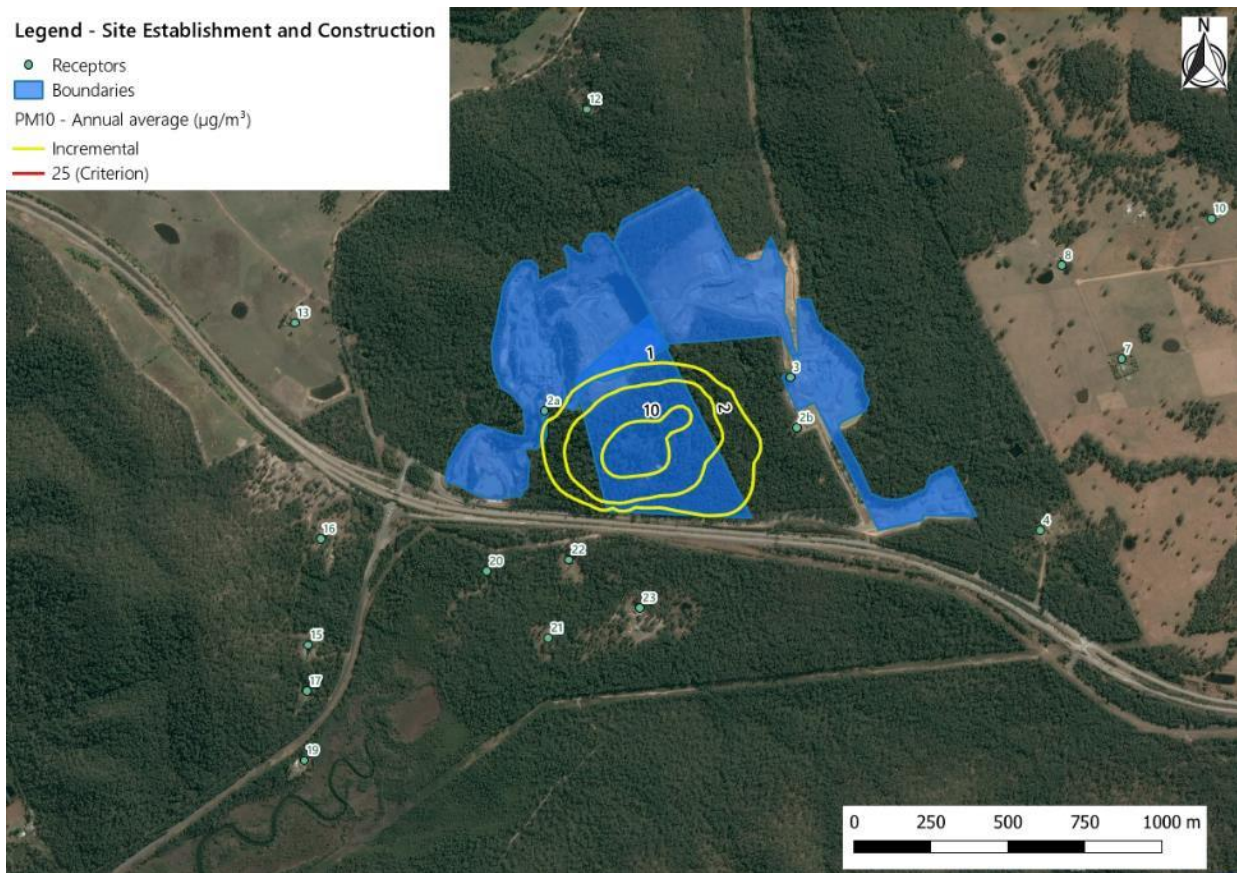 Legend - Site Establishment and Construction
Receptors
Boundaries
PM10 - Annual average (µg/m³)
Incremental
25 (Criterion)
N
12
10
8
13
7
1
3
2a
10
2
2b
4
16
22
20
23
21
15
17
19
0 250 500 750 1000 m